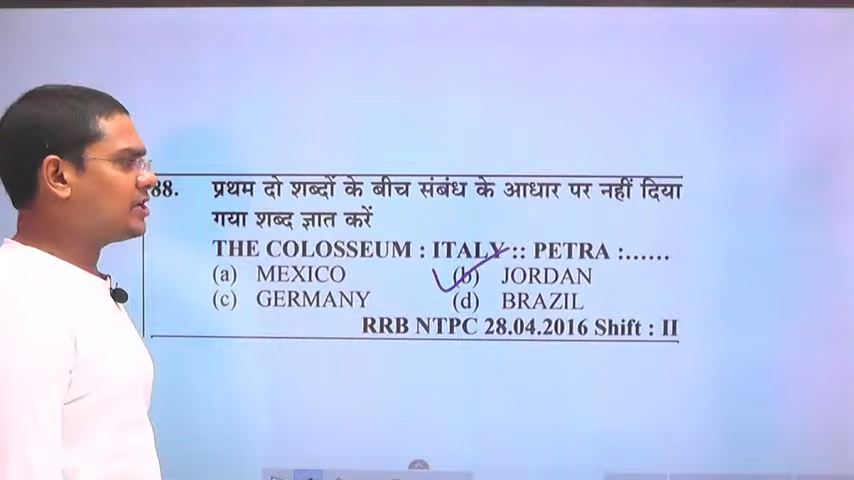 88. प्रथम दो शब्दों के बीच संबंध के आधार पर नहीं दिया
गया शब्द ज्ञात करें
THE COLOSSEUM : ITALY :: PETRA :......
(a) MEXICO (b) JORDAN
(c) GERMANY (d) BRAZIL
RRB NTPC 28.04.2016 Shift : II